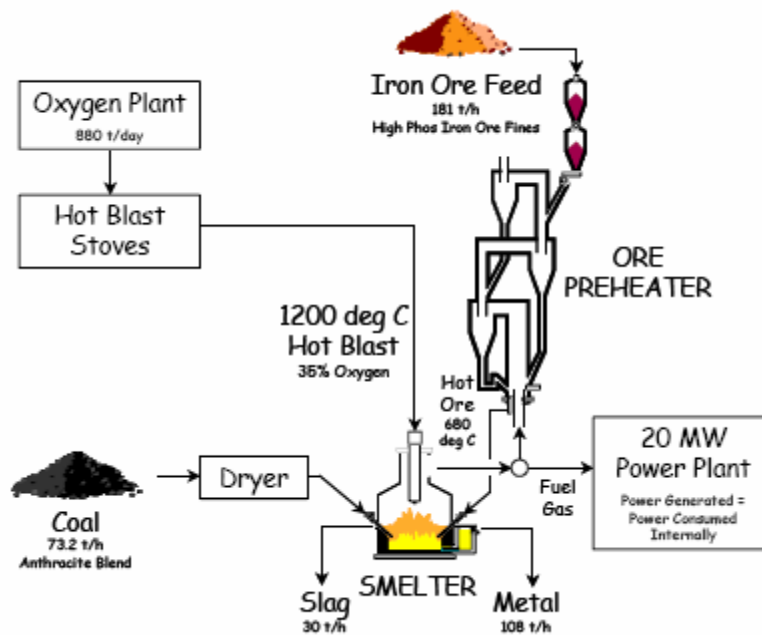 Iron Ore Feed
181 t/h
High Phos Iron Ore Fines
Oxygen Plant
880 t/day
Hot Blast
Stoves
ORE
PREHEATER
1200 deg C
Hot Blast
35% Oxygen
Hot
Ore
680
deg C
20 MW
Power Plant
Power Generated =
Power Consumed
Internally
Fuel
Gas
Dryer
Coal
73.2 t/h
Anthracite Blend
SMELTER
Slag
30 t/h
Metal
108 t/h